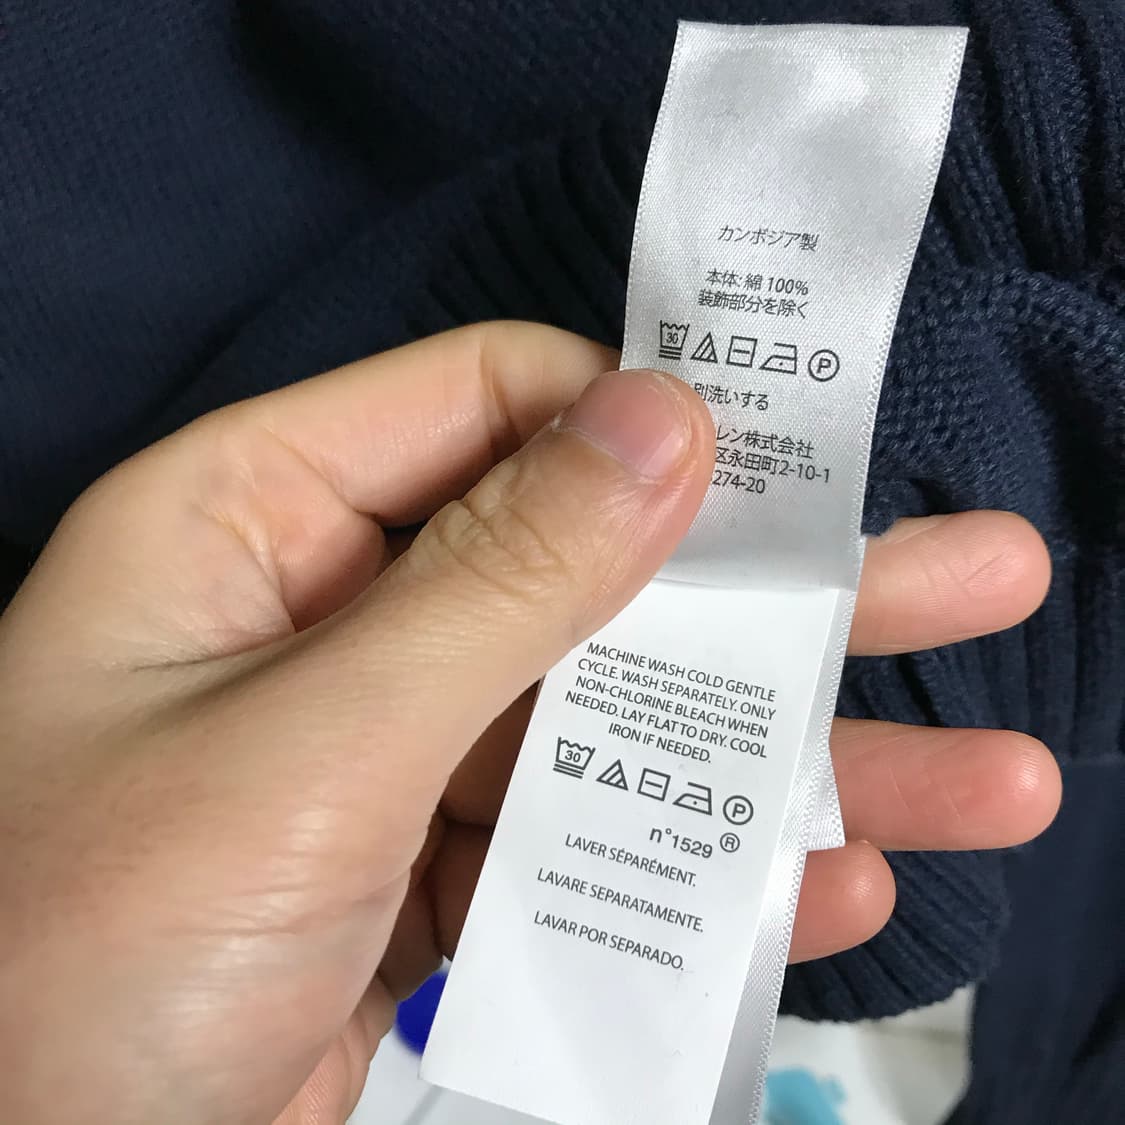 カンボジア製
本体: 綿 100%
装飾部分を除く
30
P
別洗いする
レン株式会社
区永田町2-10-1
274-20
MACHINE WASH COLD GENTLE
CYCLE. WASH SEPARATELY. ONLY
NON-CHLORINE BLEACH WHEN
NEEDED. LAY FLAT TO DRY. COOL
IRON IF NEEDED.
30
P
n°1529 ®
LAVER SÉPARÉMENT.
LAVARE SEPARATAMENTE.
LAVAR POR SEPARADO.